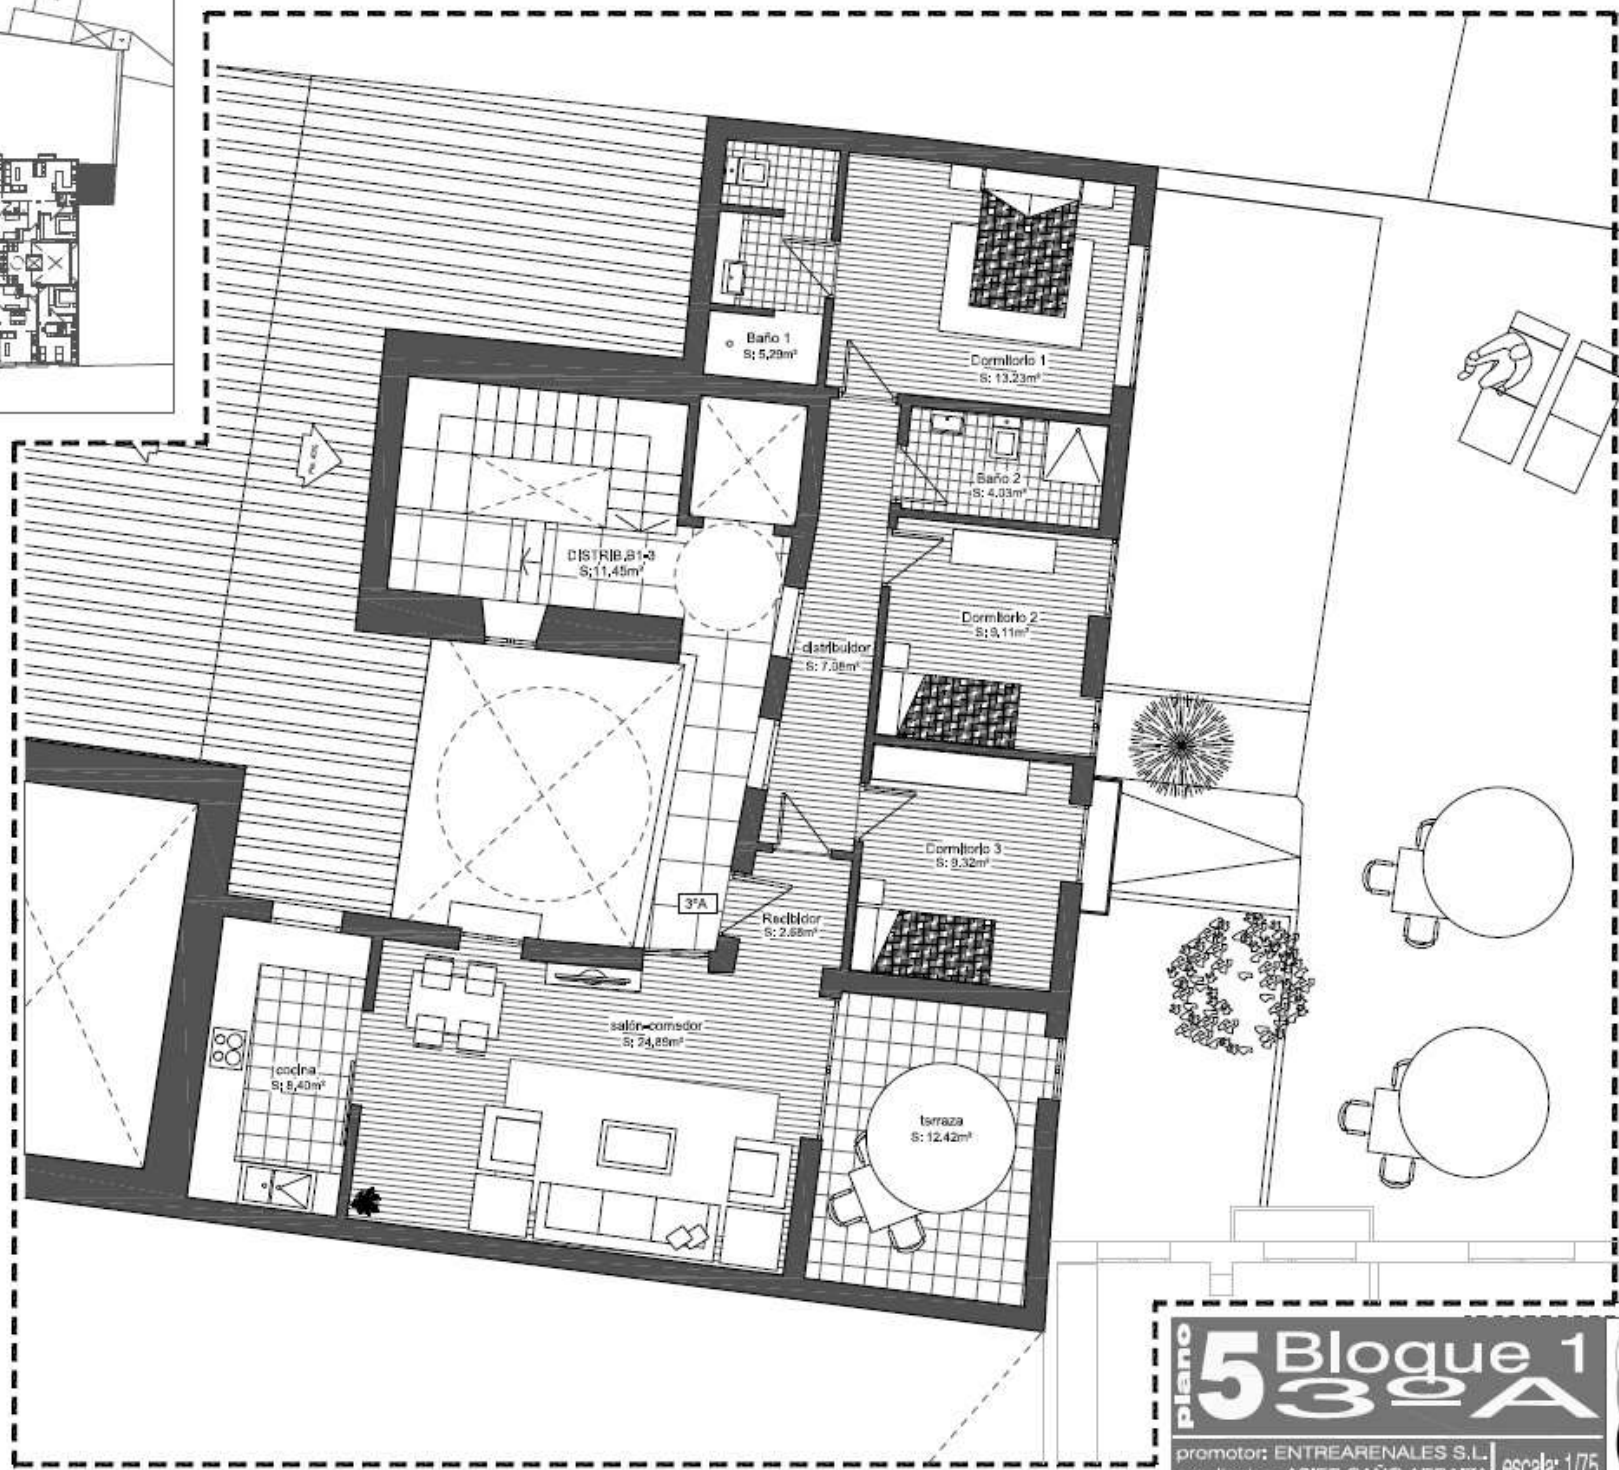 Baño 1
S: 5,29m²
Dormitorio 1
S: 13.23m²
Baño 2
S: 4.03m²
DISTRIB.B1-3
S: 11,45m²
Dormitorio 2
S: 9,11m²
distribuidor
S: 7.08m²
Dormitorio 3
S: 9.32m²
3ºA
Recibidor
S: 2.68m²
salón-comedor
S: 24,89m²
cocina
S: 8,40m²
terraza
S: 12.42m²
plano
5 Bloque 1
3º A
promotor: ENTREARENALES S.L.
escala: 1/75